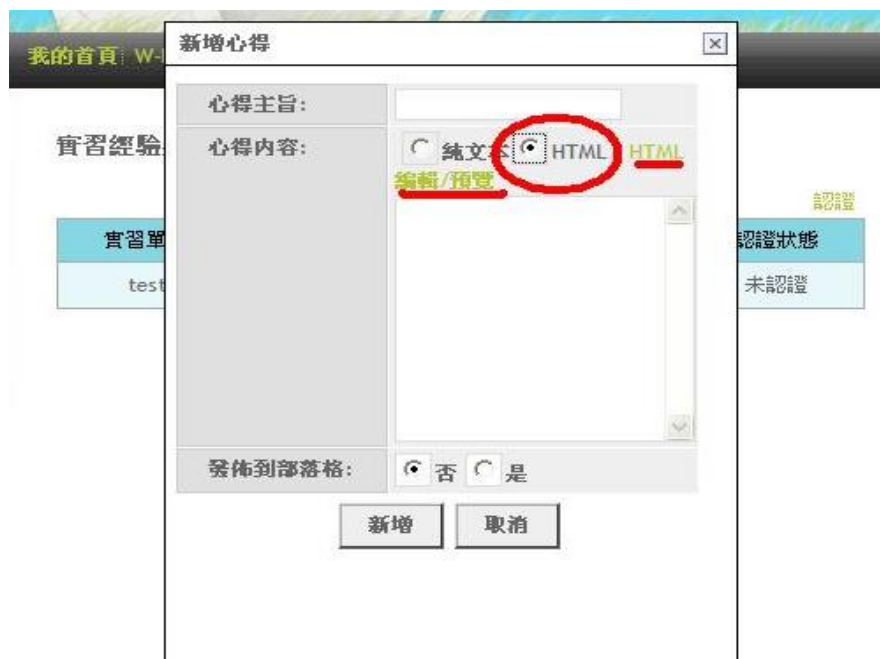 新增心得
我的首頁 W-
心得主旨:
實習經驗
心得內容:
純文本 HTML HTML
編輯/預覽
認證
實習單
認證狀態
test
未認證
發佈到部落格:
否 是
新增 取消